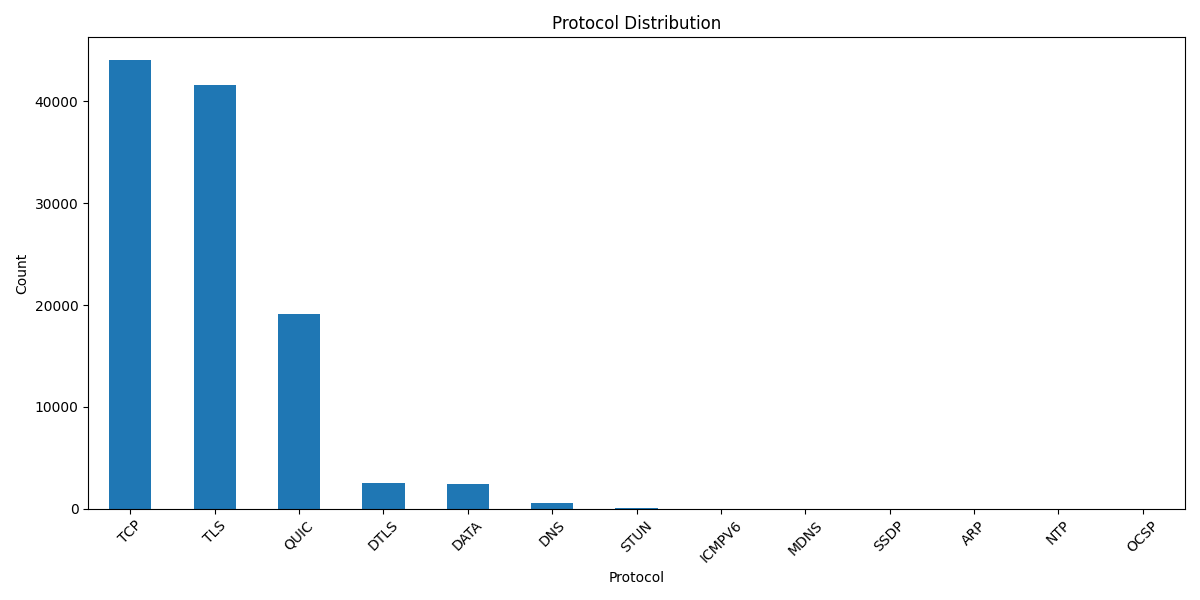 Protocol Distribution
40000
30000
20000
10000
0
Count
TCP
TLS
QUIC
DTLS
DATA
DNS
STUN
ICMPV6
MDNS
SSDP
ARP
NTP
OCSP
Protocol